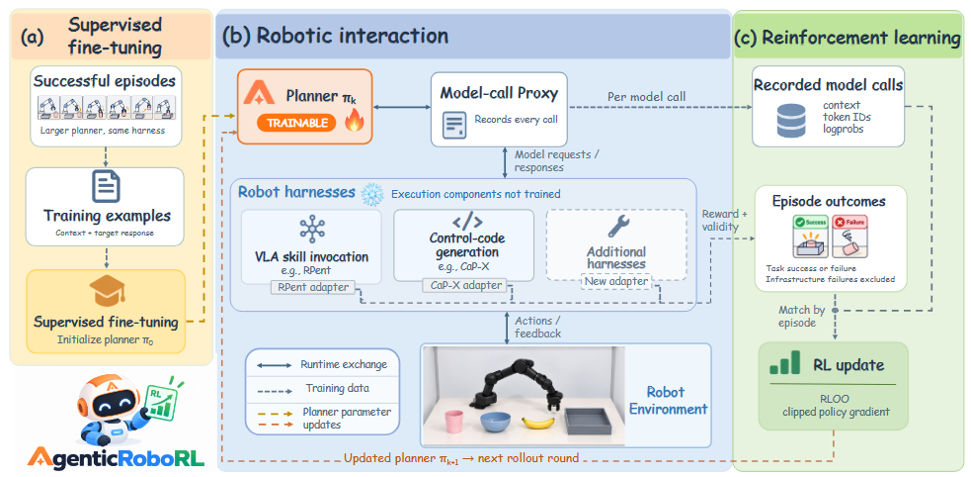 (a) Supervised
fine-tuning
Successful episodes
Larger planner, same harness
Training examples
Context + target response
Supervised fine-tuning
Initialize planner π₀
RL
AgenticRoboRL
(b) Robotic interaction
Planner πₖ
TRAINABLE
Model-call Proxy
Records every call
Per model call
Model requests /
responses
Robot harnesses
Execution components not trained
VLA skill invocation
e.g., RPent
RPent adapter
Control-code
generation
e.g., CaP-X
CaP-X adapter
Additional
harnesses
New adapter
Reward +
validity
Actions /
feedback
Runtime exchange
Training data
Planner parameter
updates
Robot
Environment
Updated planner πₖ₊₁ → next rollout round
(c) Reinforcement learning
Recorded model calls
context
token IDs
logprobs
Episode outcomes
Success
Failure
Task success or failure
Infrastructure failures excluded
Match by
episode
RL update
RLOO
clipped policy gradient